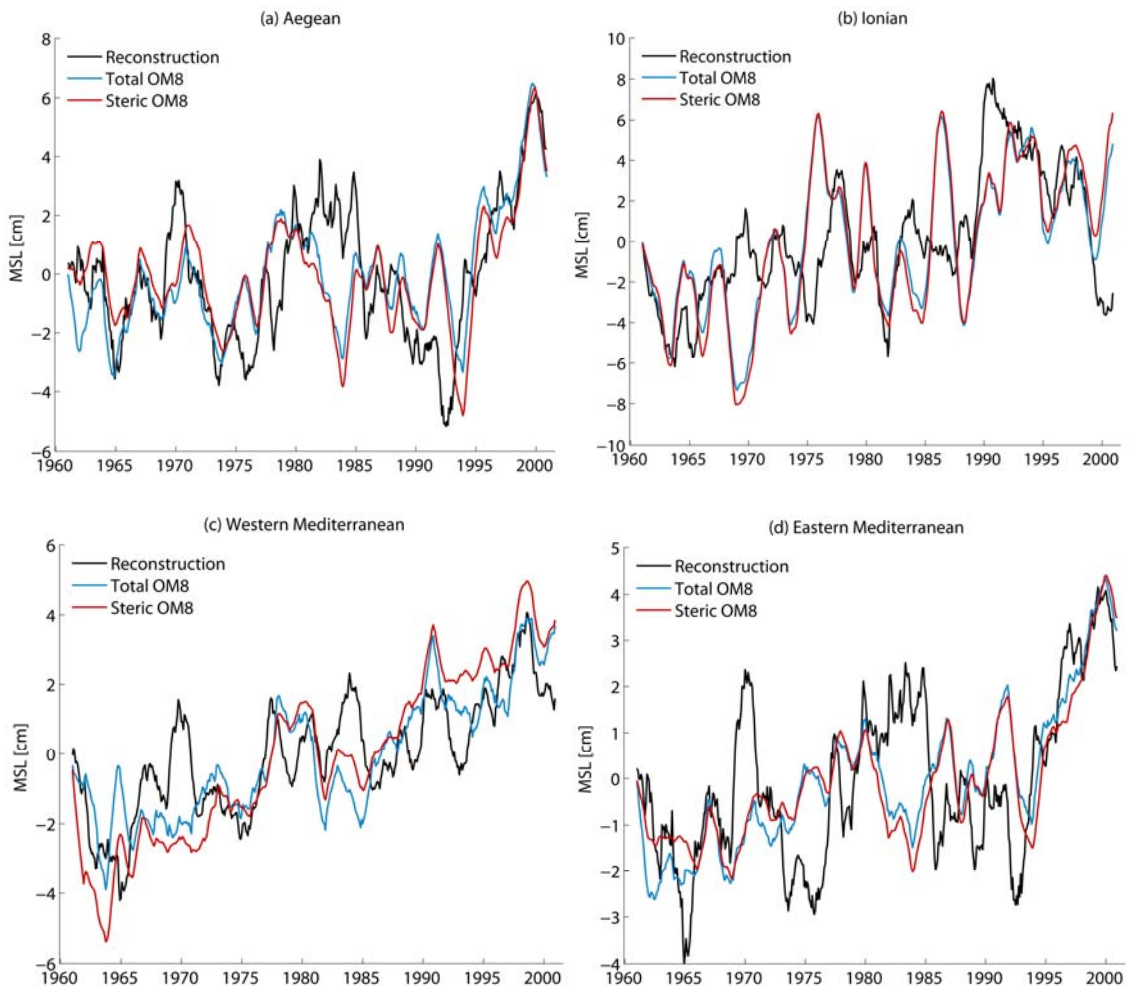 (a) Aegean
8
6
4
2
0
−2
−4
−6
MSL [cm]
Reconstruction
Total OM8
Steric OM8
1960 1965 1970 1975 1980 1985 1990 1995 2000
(b) Ionian
10
8
6
4
2
0
−2
−4
−6
−8
−10
MSL [cm]
Reconstruction
Total OM8
Steric OM8
1960 1965 1970 1975 1980 1985 1990 1995 2000
(c) Western Mediterranean
6
4
2
0
−2
−4
−6
MSL [cm]
Reconstruction
Total OM8
Steric OM8
1960 1965 1970 1975 1980 1985 1990 1995 2000
(d) Eastern Mediterranean
5
4
3
2
1
0
−1
−2
−3
−4
MSL [cm]
Reconstruction
Total OM8
Steric OM8
1960 1965 1970 1975 1980 1985 1990 1995 2000